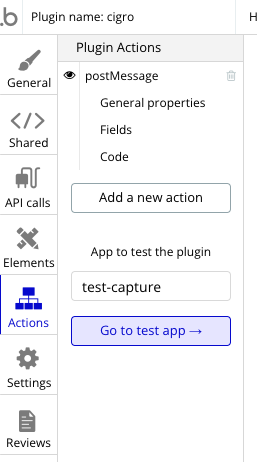 .b Plugin name: cigro H
Plugin Actions
General
postMessage
General properties
Fields
Code
Shared
API calls
Add a new action
Elements
App to test the plugin
test-capture
Actions
Go to test app →
Settings
Reviews